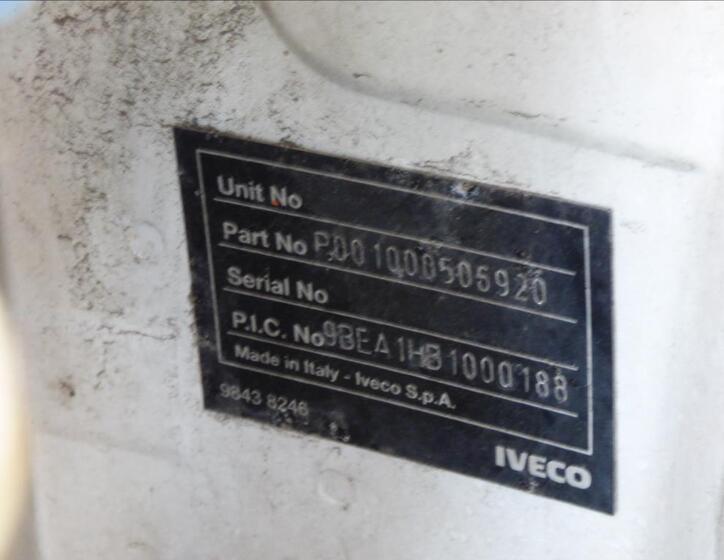 Unit No
Part No P001000505920
Serial No
P.I.C. No 9BEA1HB1000188
Made in Italy - Iveco S.p.A.
9843 8246
IVECO